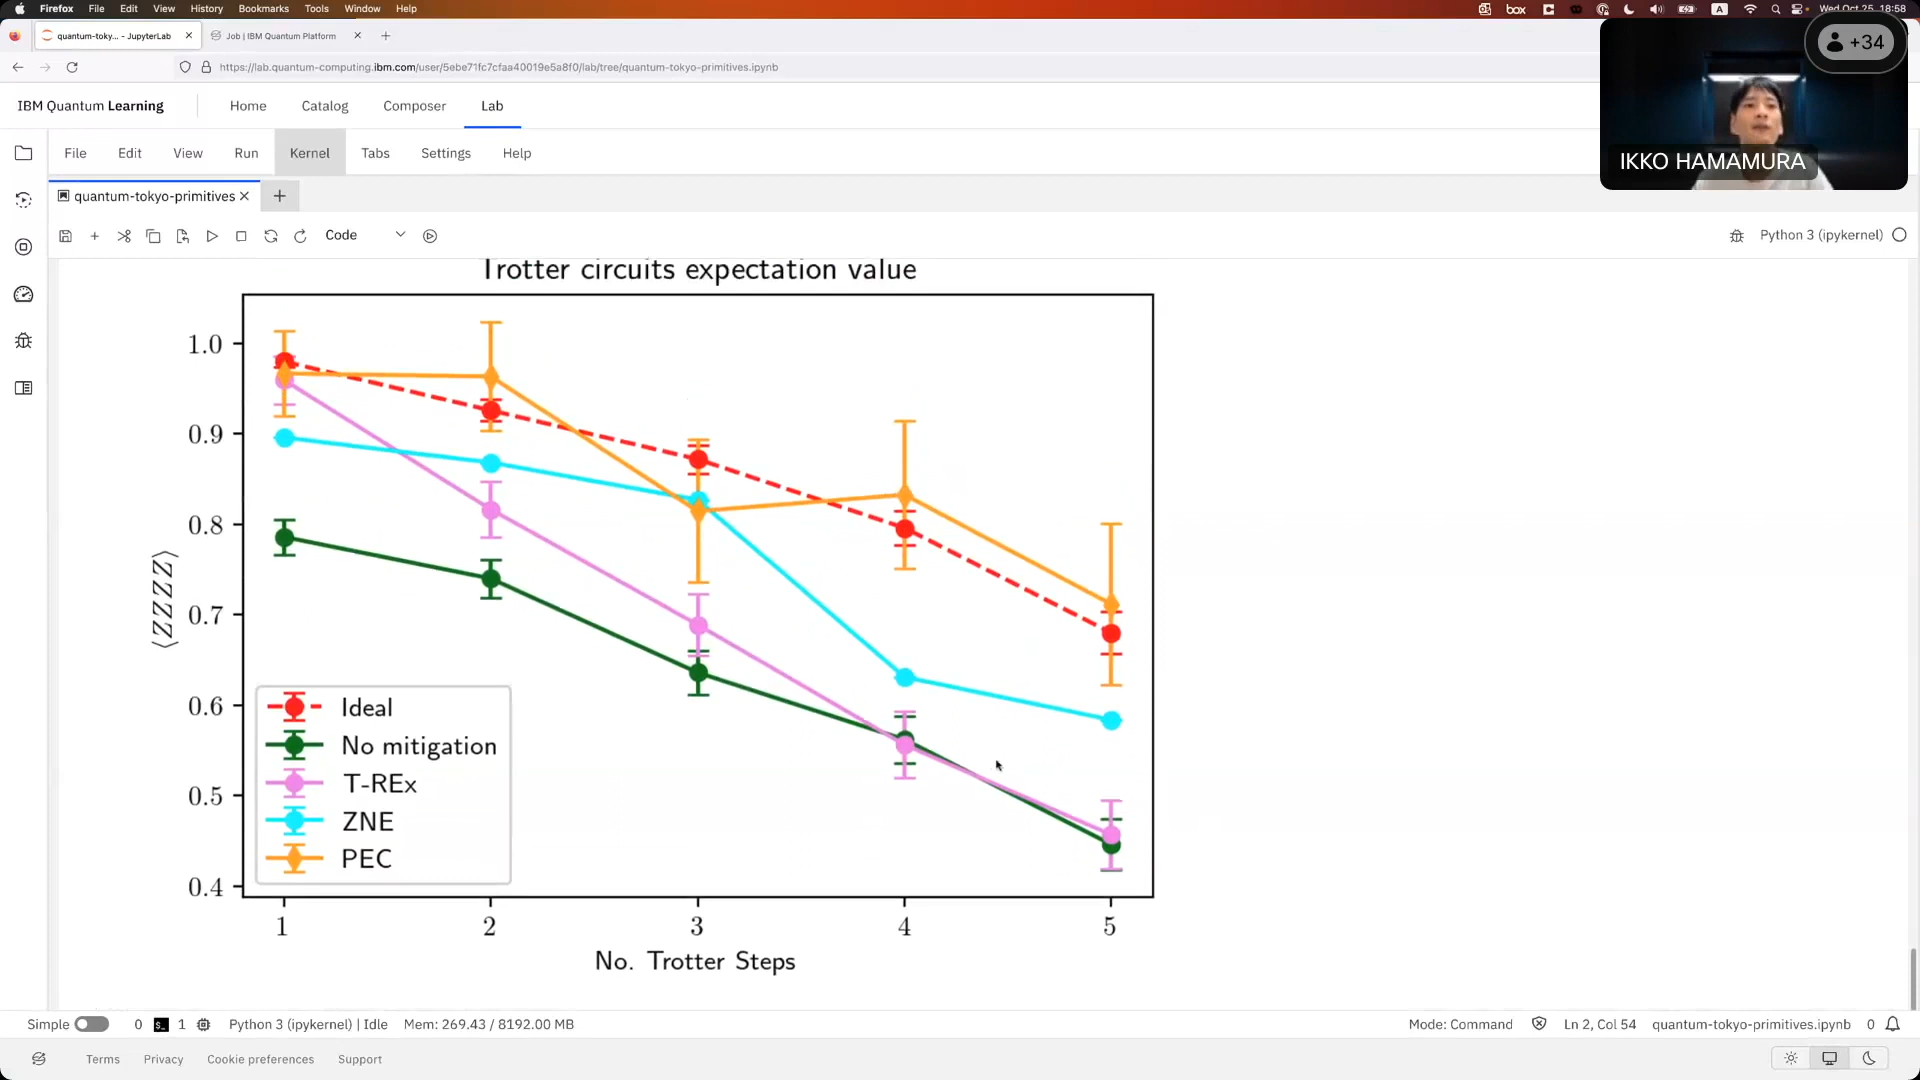 Firefox File Edit View History Bookmarks Tools Window Help
box A Wed Oct 25 18:58
quantum-toky... - JupyterLab Job | IBM Quantum Platform
https://lab.quantum-computing.ibm.com/user/5ebe71fc7cfaa40019e5a8f0/lab/tree/quantum-tokyo-primitives.ipynb
+34
IKKO HAMAMURA
IBM Quantum Learning Home Catalog Composer Lab
File Edit View Run Kernel Tabs Settings Help
quantum-tokyo-primitives
Code
Python 3 (ipykernel)
Trotter circuits expectation value
1.0
0.9
0.8
0.7
0.6
0.5
0.4
⟨ZZZZ⟩
Ideal
No mitigation
T-REx
ZNE
PEC
1 2 3 4 5
No. Trotter Steps
Simple 0 1 Python 3 (ipykernel) | Idle Mem: 269.43 / 8192.00 MB
Mode: Command Ln 2, Col 54 quantum-tokyo-primitives.ipynb 0
Terms Privacy Cookie preferences Support